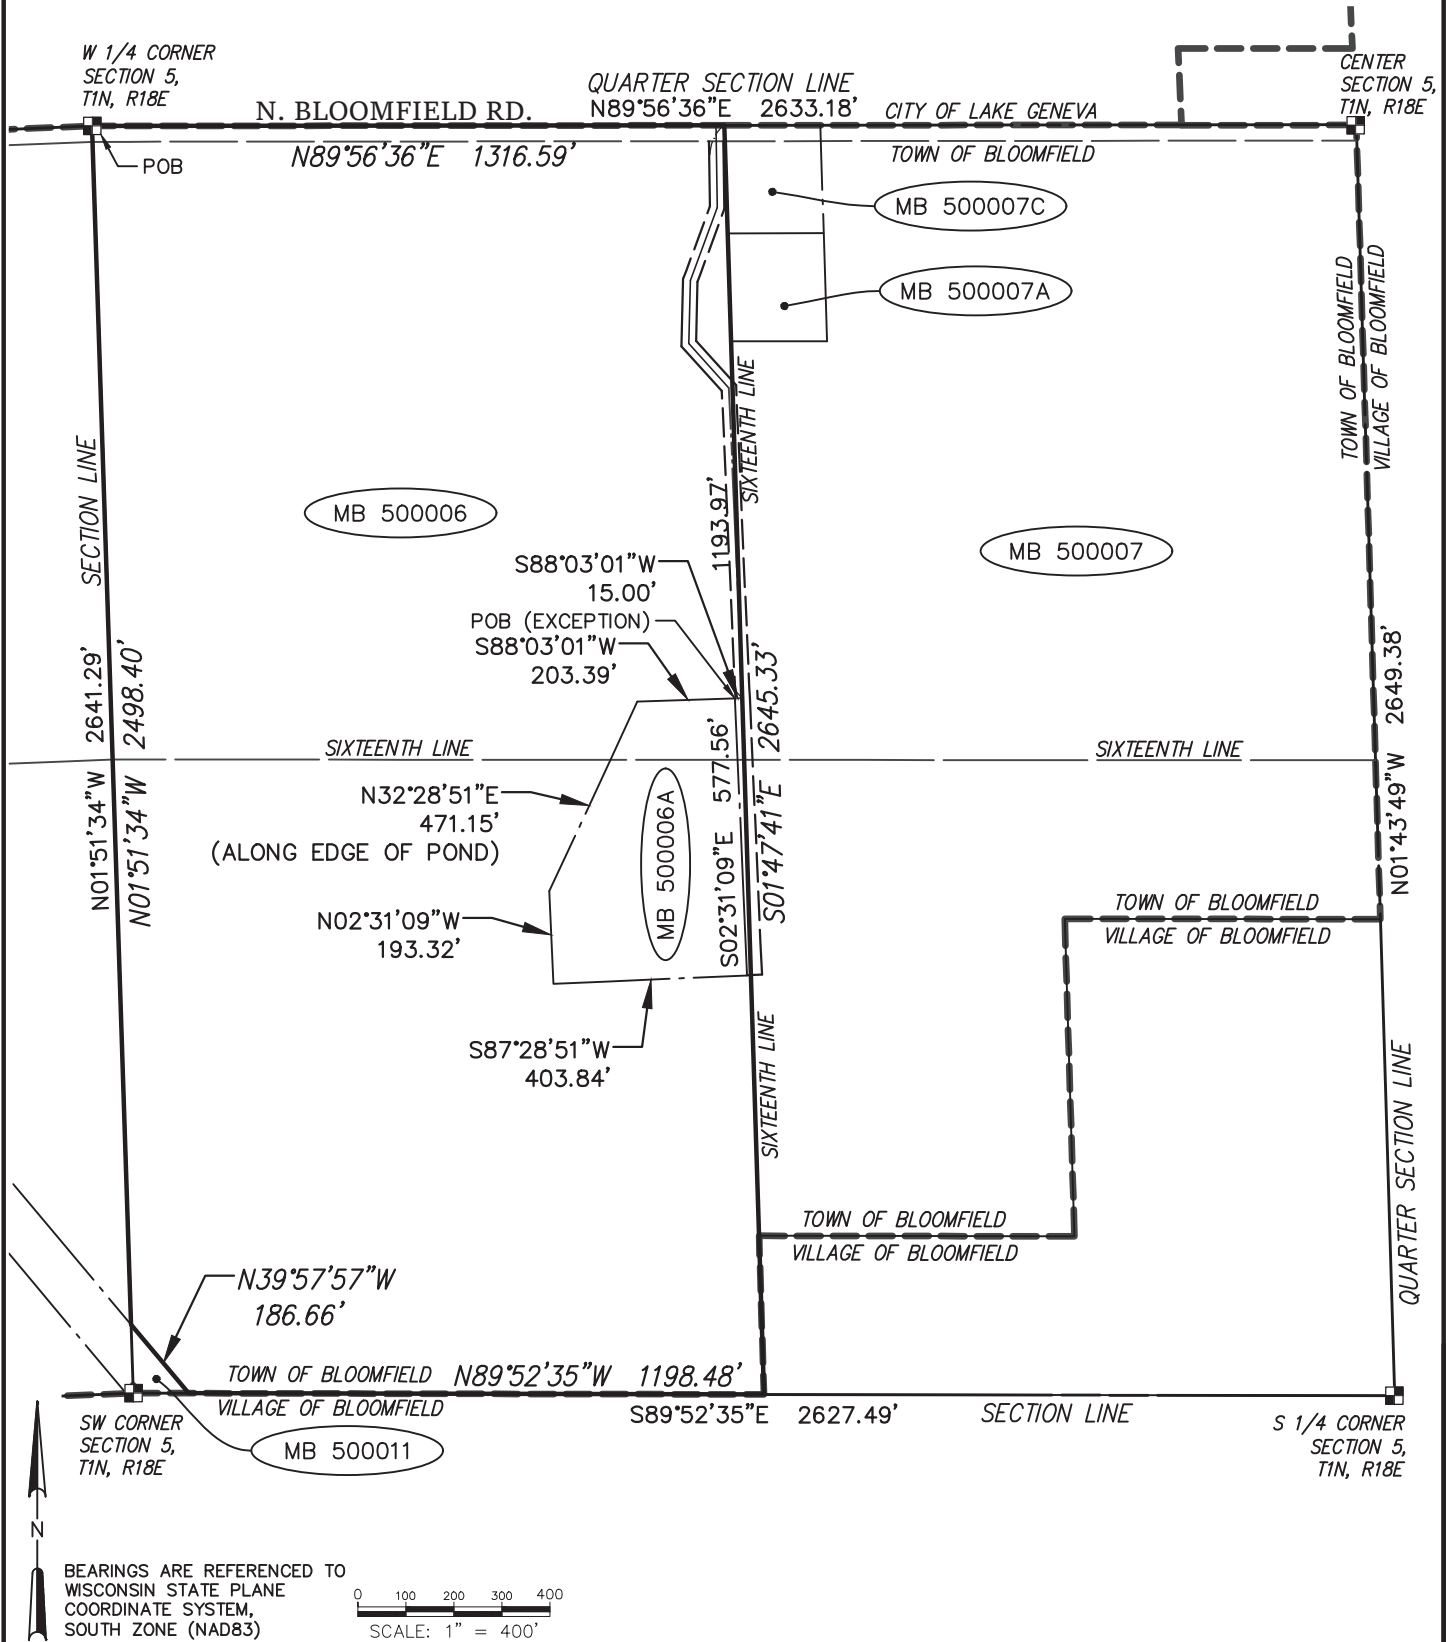 W 1/4 CORNER
SECTION 5,
T1N, R18E
CENTER
SECTION 5,
T1N, R18E
QUARTER SECTION LINE
N. BLOOMFIELD RD.
N89°56'36"E 2633.18'
CITY OF LAKE GENEVA
N89°56'36"E 1316.59'
TOWN OF BLOOMFIELD
POB
MB 500007C
MB 500007A
TOWN OF BLOOMFIELD
VILLAGE OF BLOOMFIELD
SIXTEENTH LINE
1193.97'
SECTION LINE
MB 500006
MB 500007
S88°03'01"W
15.00'
POB (EXCEPTION)
S88°03'01"W
203.39'
N01°51'34"W 2641.29'
N01°51'34"W 2498.40'
S02°31'09"E 577.56'
S01°47'41"E 2645.33'
N01°43'49"W 2649.38'
SIXTEENTH LINE
SIXTEENTH LINE
N32°28'51"E
471.15'
(ALONG EDGE OF POND)
MB 500006A
N02°31'09"W
193.32'
TOWN OF BLOOMFIELD
VILLAGE OF BLOOMFIELD
S87°28'51"W
403.84'
SIXTEENTH LINE
QUARTER SECTION LINE
TOWN OF BLOOMFIELD
VILLAGE OF BLOOMFIELD
N39°57'57"W
186.66'
TOWN OF BLOOMFIELD N89°52'35"W 1198.48'
VILLAGE OF BLOOMFIELD
S89°52'35"E 2627.49'
SECTION LINE
SW CORNER
SECTION 5,
T1N, R18E
MB 500011
S 1/4 CORNER
SECTION 5,
T1N, R18E
N
BEARINGS ARE REFERENCED TO
WISCONSIN STATE PLANE
COORDINATE SYSTEM,
SOUTH ZONE (NAD83)
0 100 200 300 400
SCALE: 1" = 400'